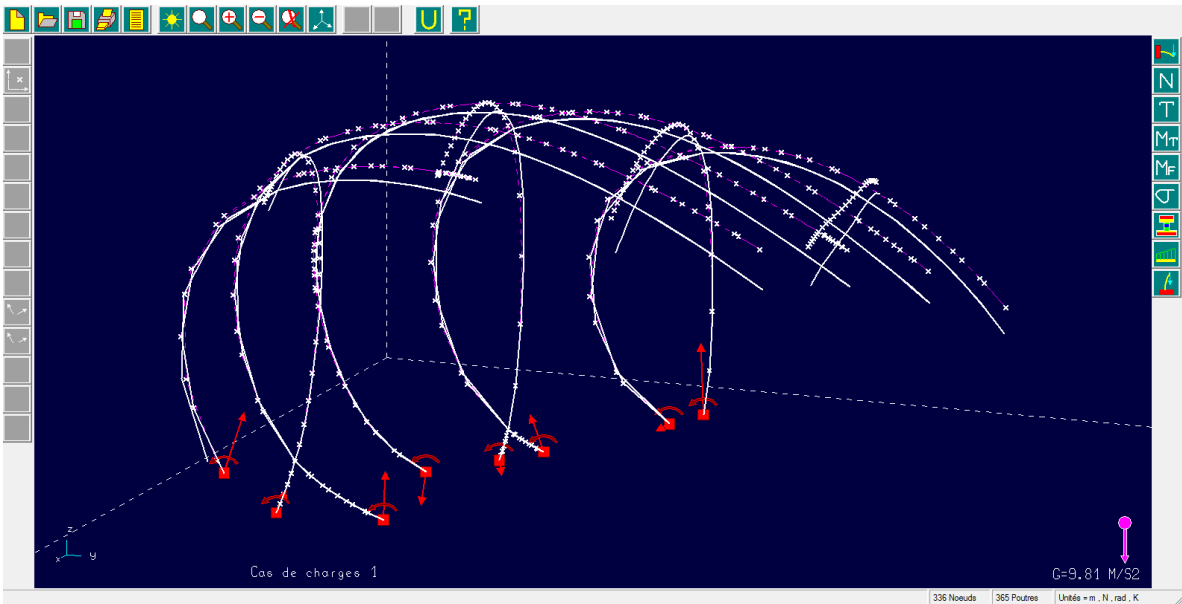 U ?
N
T
MT
MF
σ
z
x y
Cas de charges 1
G=9.81 M/S2
336 Noeuds 365 Poutres Unités = m , N , rad , K